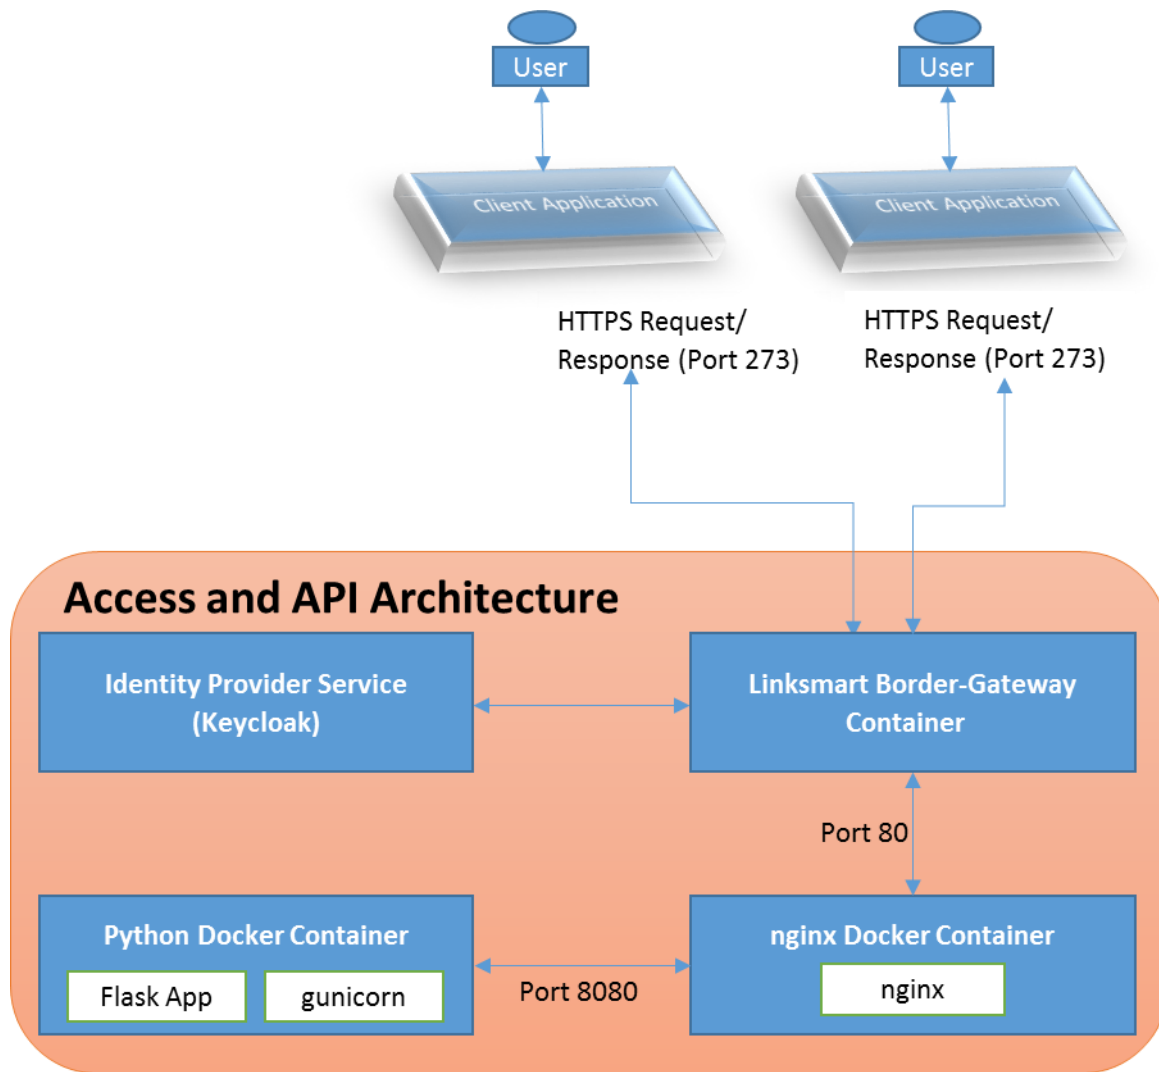 User
User
Client Application
Client Application
HTTPS Request/
Response (Port 273)
HTTPS Request/
Response (Port 273)
Access and API Architecture
Identity Provider Service
(Keycloak)
Linksmart Border-Gateway
Container
Port 80
Python Docker Container
Flask App
gunicorn
Port 8080
nginx Docker Container
nginx